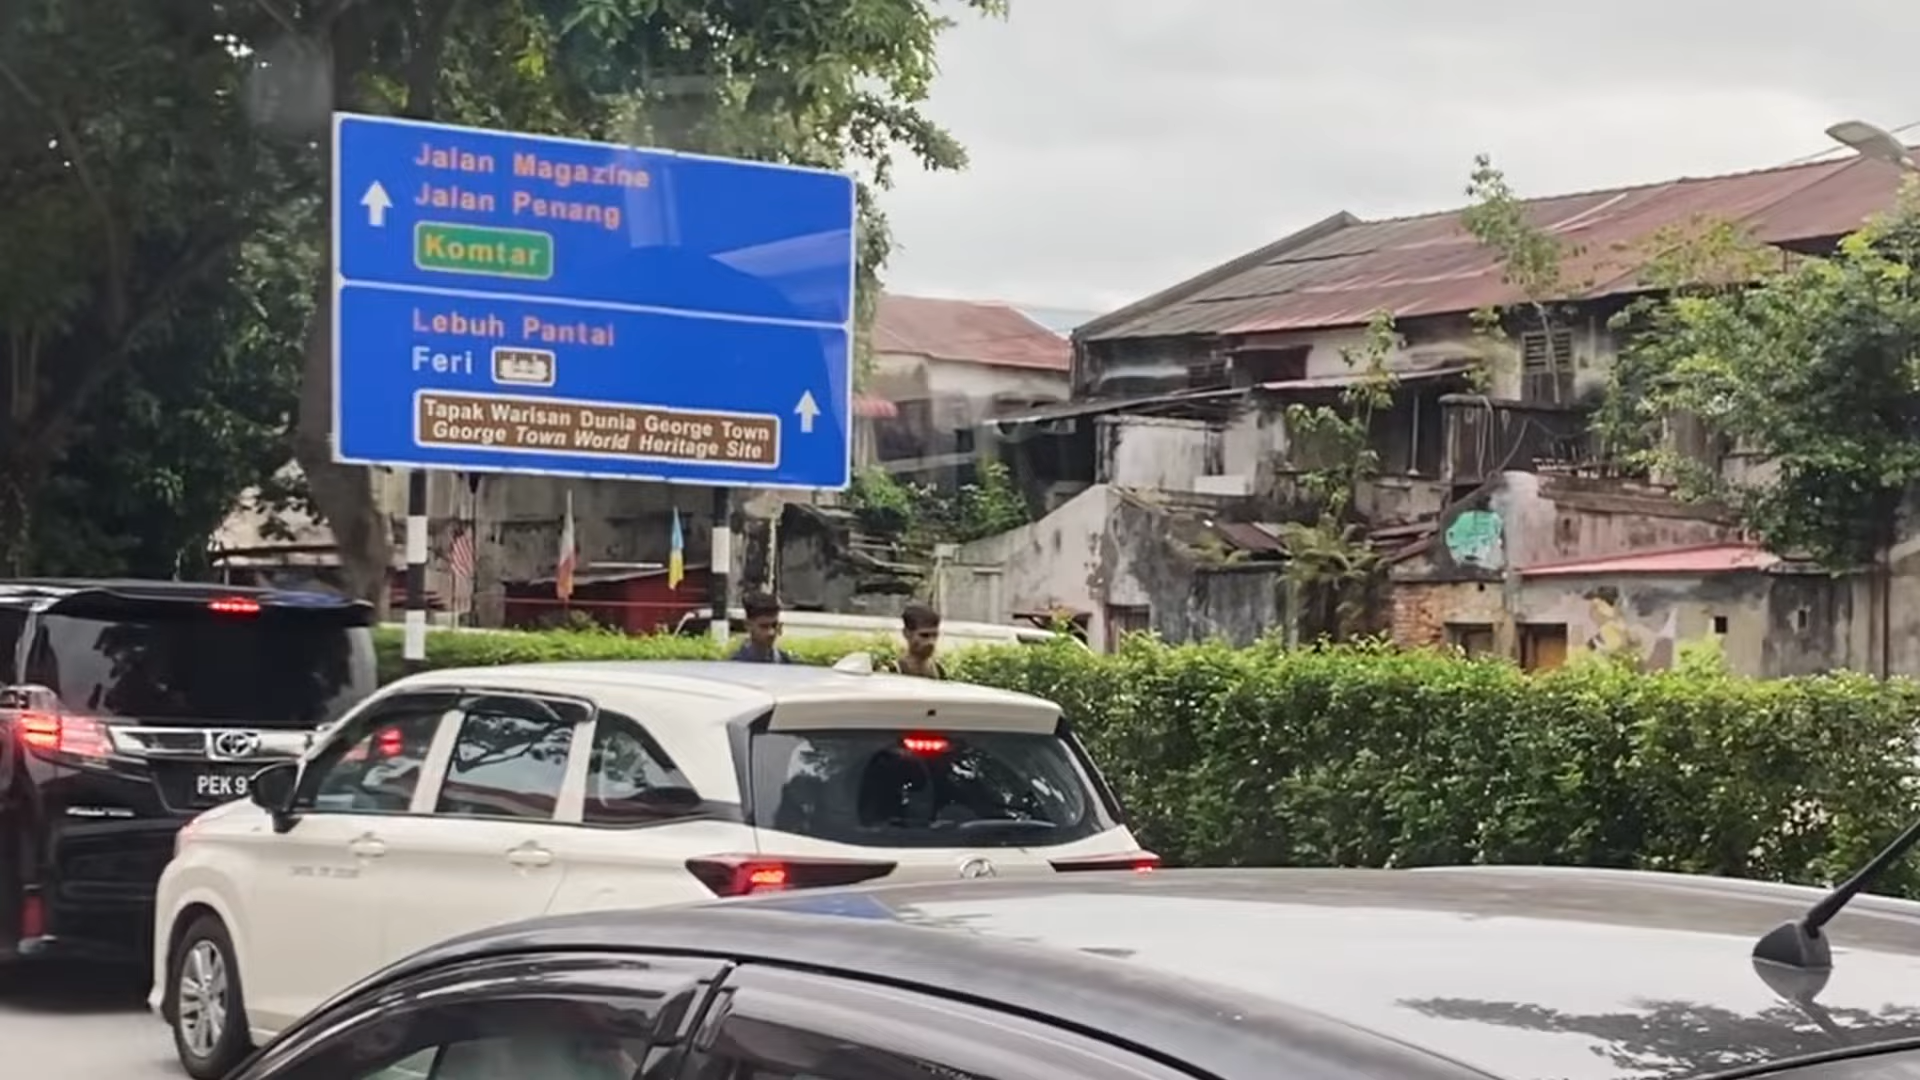 Jalan Magazine
Jalan Penang
Komtar
Lebuh Pantai
Feri
Tapak Warisan Dunia George Town
George Town World Heritage Site
PEK 9